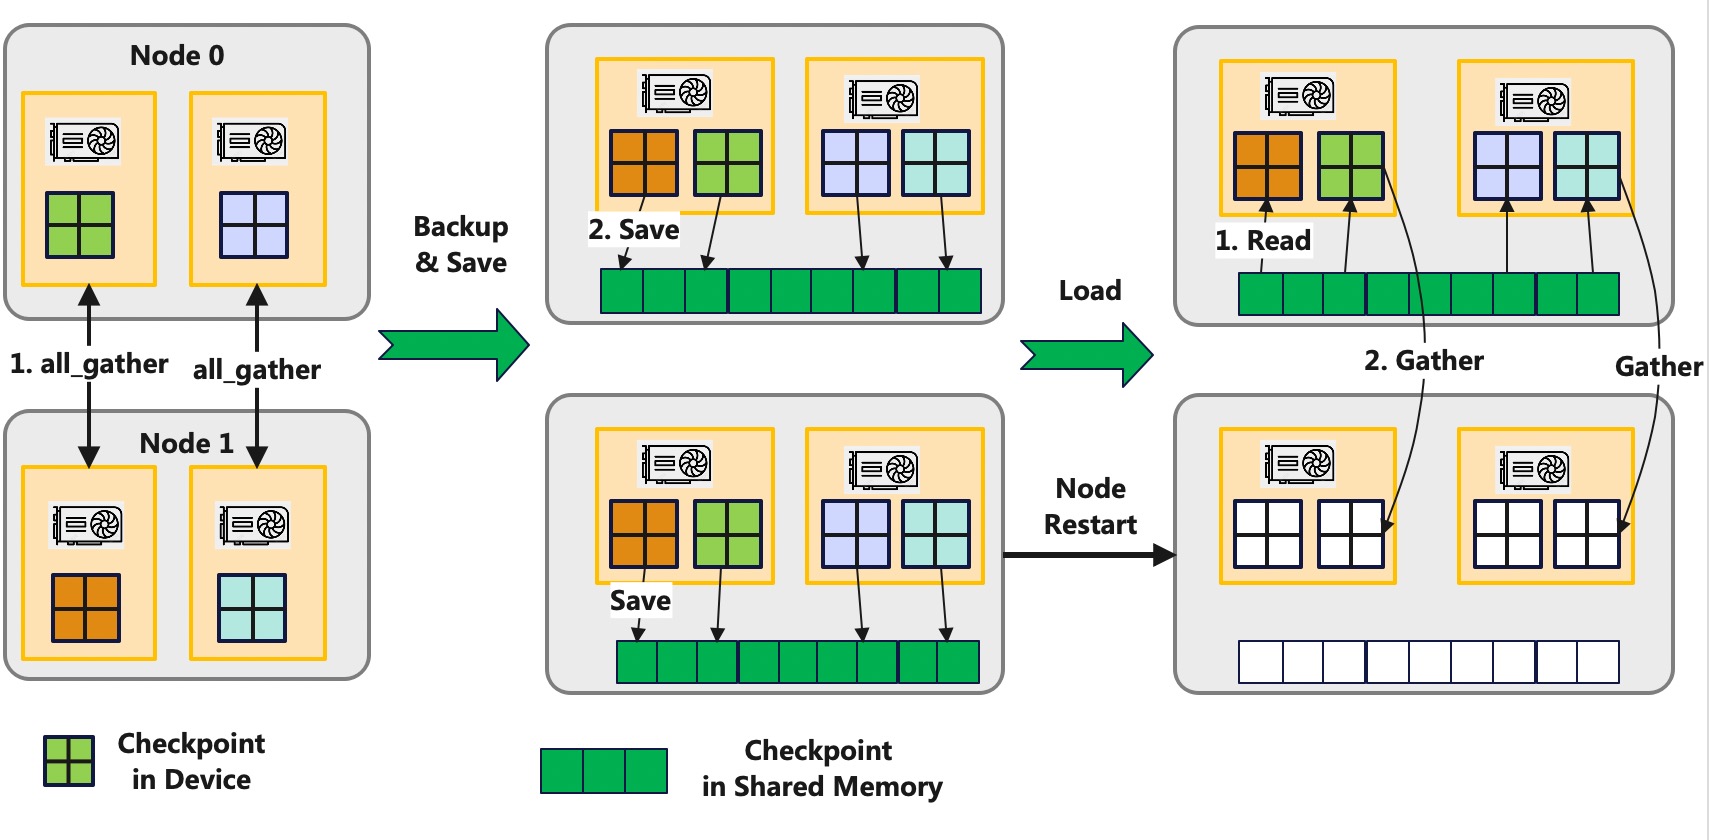 Node 0
1. all_gather
all_gather
Node 1
Backup
& Save
2. Save
Save
Load
Node
Restart
1. Read
2. Gather
Gather
Checkpoint
in Device
Checkpoint
in Shared Memory